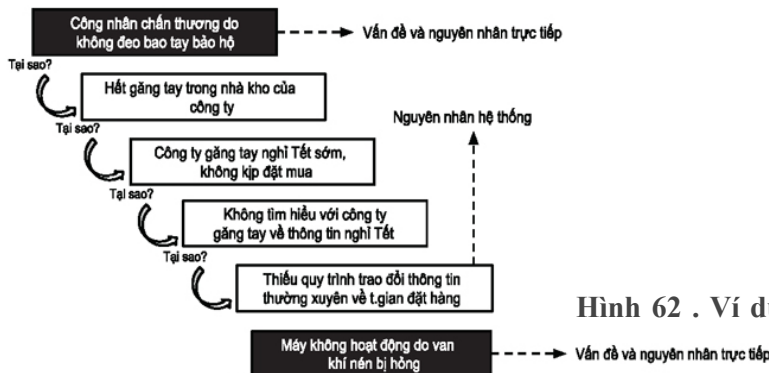 Công nhân chấn thương do
không đeo bao tay bảo hộ
Vấn đề và nguyên nhân trực tiếp
Tại sao?
Hết găng tay trong nhà kho của
công ty
Tại sao?
Nguyên nhân hệ thống
Công ty găng tay nghỉ Tết sớm,
không kịp đặt mua
Tại sao?
Không tìm hiểu với công ty
găng tay về thông tin nghỉ Tết
Tại sao?
Thiếu quy trình trao đổi thông tin
thường xuyên về t.gian đặt hàng
Hình 62 . Ví
Máy không hoạt động do van
khí nén bị hỏng
Vấn đề và nguyên nhân trực tiếp